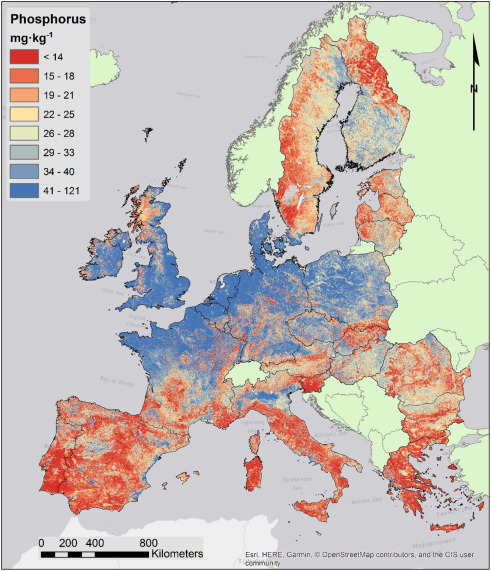 Phosphorus
mg·kg⁻¹
< 14
15 - 18
19 - 21
22 - 25
26 - 28
29 - 33
34 - 40
41 - 121
N
Bay of Biscay
Tyrrhenian
Sea
Mediterranean
0 200 400 800
Kilometers
Esri, HERE, Garmin, © OpenStreetMap contributors, and the GIS user
community